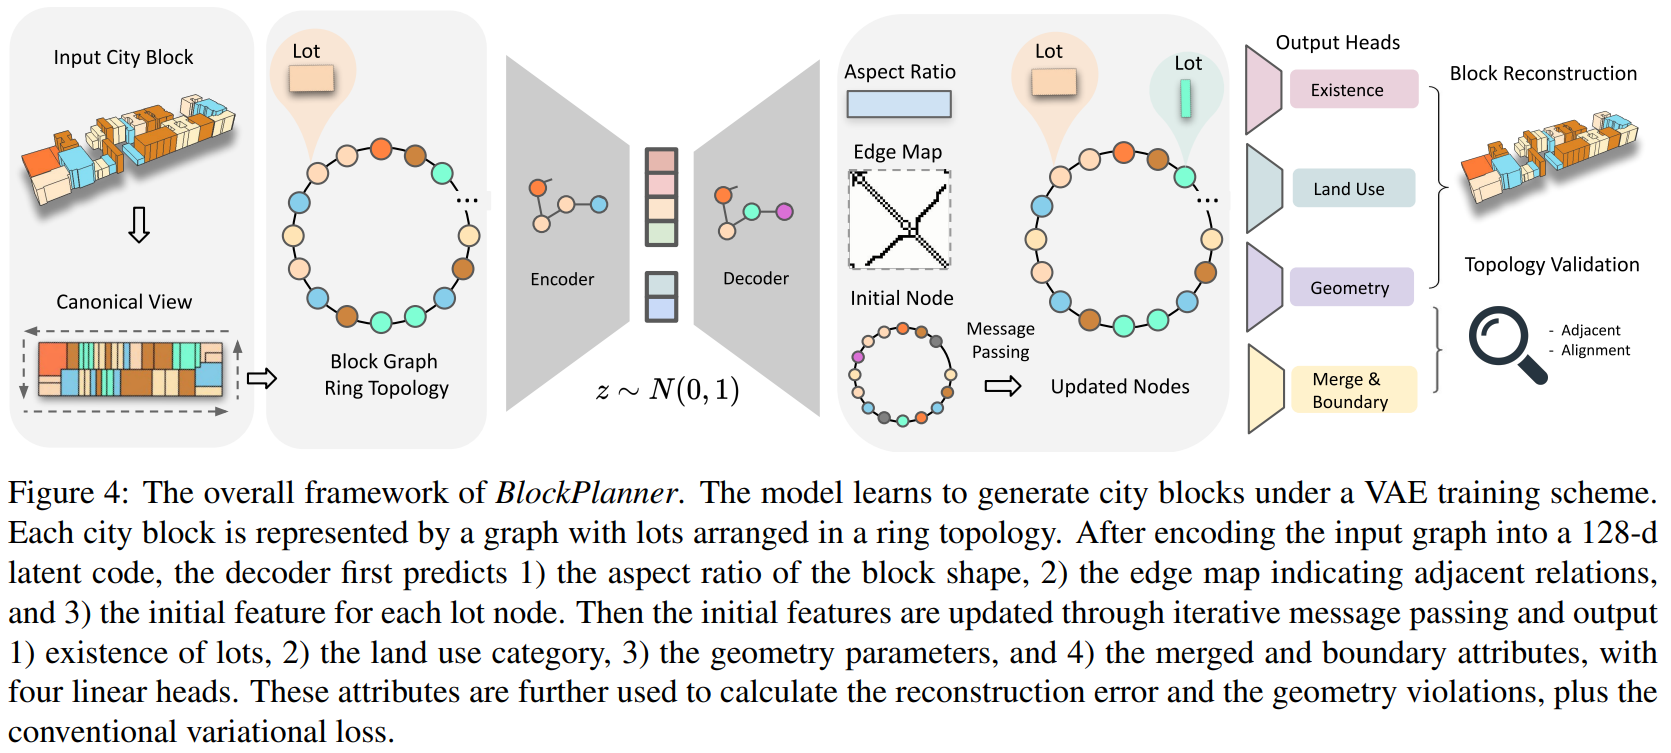 Input City Block
Canonical View
Lot
...
Block Graph
Ring Topology
Encoder
Decoder
z ∼ N(0, 1)
Aspect Ratio
Edge Map
Initial Node
Message
Passing
Lot
Lot
...
Updated Nodes
Output Heads
Existence
Land Use
Geometry
Merge &
Boundary
Block Reconstruction
Topology Validation
- Adjacent
- Alignment
Figure 4: The overall framework of BlockPlanner. The model learns to generate city blocks under a VAE training scheme.
Each city block is represented by a graph with lots arranged in a ring topology. After encoding the input graph into a 128-d
latent code, the decoder first predicts 1) the aspect ratio of the block shape, 2) the edge map indicating adjacent relations,
and 3) the initial feature for each lot node. Then the initial features are updated through iterative message passing and output
1) existence of lots, 2) the land use category, 3) the geometry parameters, and 4) the merged and boundary attributes, with
four linear heads. These attributes are further used to calculate the reconstruction error and the geometry violations, plus the
conventional variational loss.